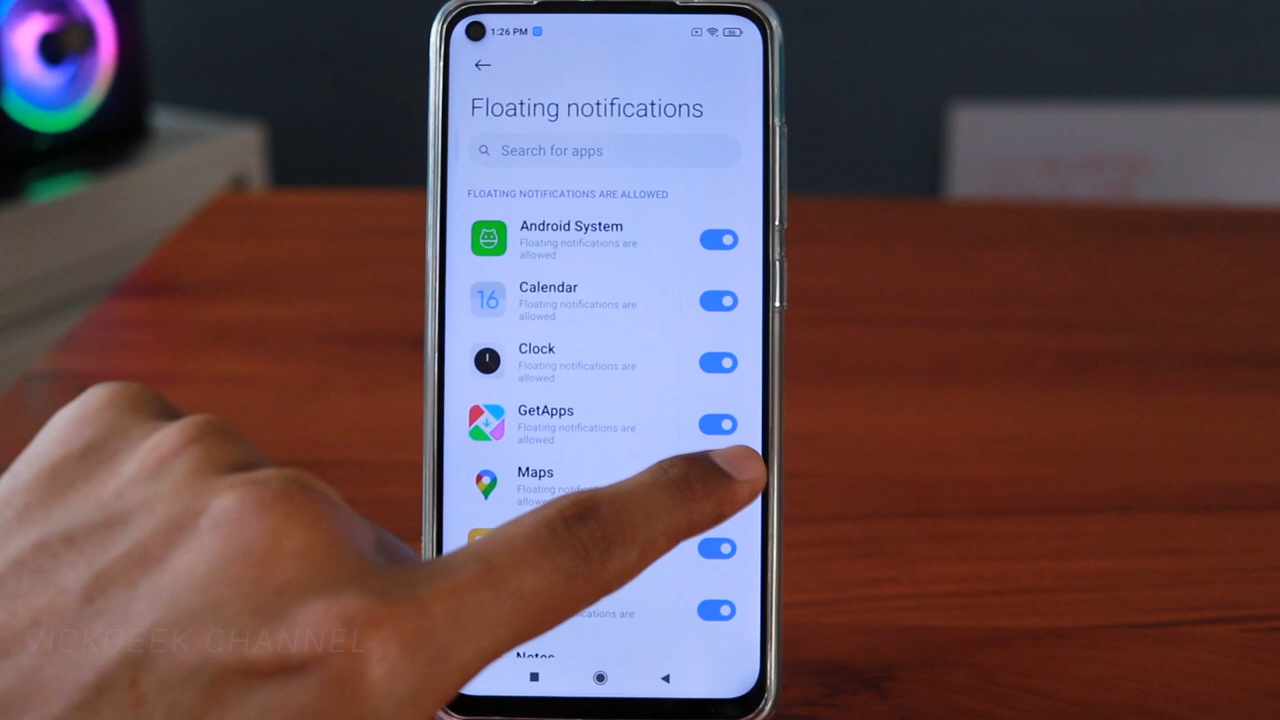 1:26 PM
56
Floating notifications
Search for apps
FLOATING NOTIFICATIONS ARE ALLOWED
Android System
Floating notifications are
allowed
16
Calendar
Floating notifications are
allowed
Clock
Floating notifications are
allowed
GetApps
Floating notifications are
allowed
Maps
Floating
allowed
are
Notes
VICKGEEK CHANNEL